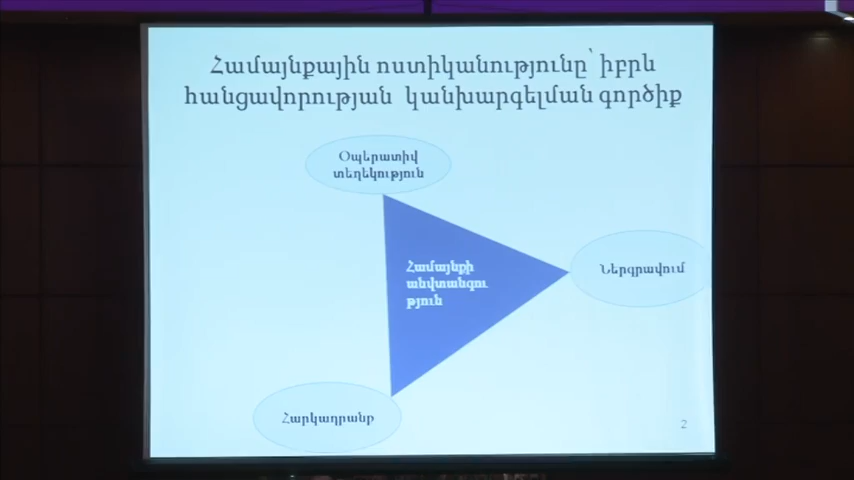 Համայնքային ոստիկանությունը՝ իբրև
հանցավորության կանխարգելման գործիք
Օպերատիվ
տեղեկություն
Համայնքի
անվտանգու
թյուն
Ներգրավում
Հարկադրանք
2